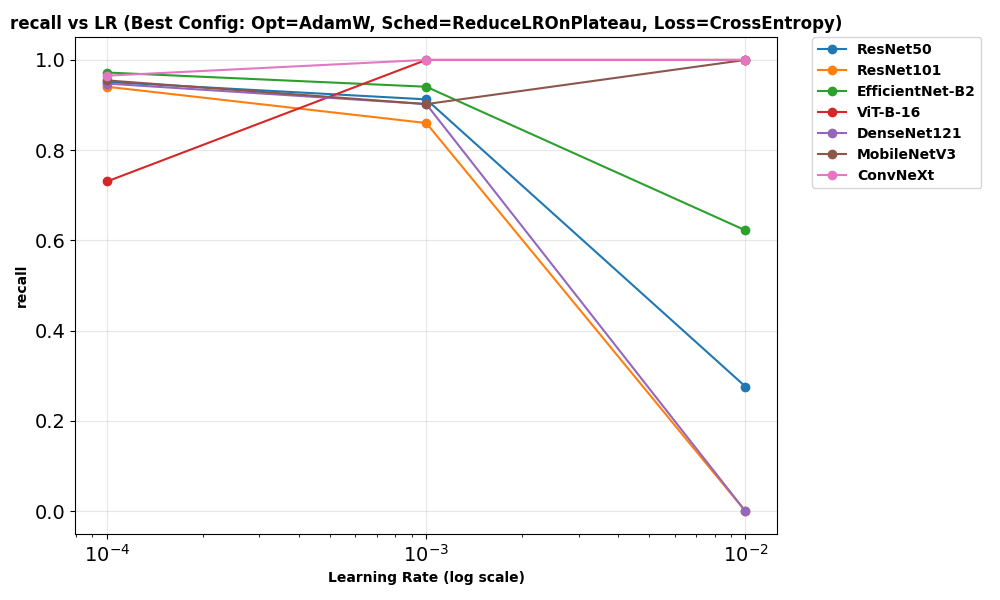 recall vs LR (Best Config: Opt=AdamW, Sched=ReduceLROnPlateau, Loss=CrossEntropy)
ResNet50
ResNet101
EfficientNet-B2
ViT-B-16
DenseNet121
MobileNetV3
ConvNeXt
recall
1.0
0.8
0.6
0.4
0.2
0.0
10⁻⁴ 10⁻³ 10⁻²
Learning Rate (log scale)